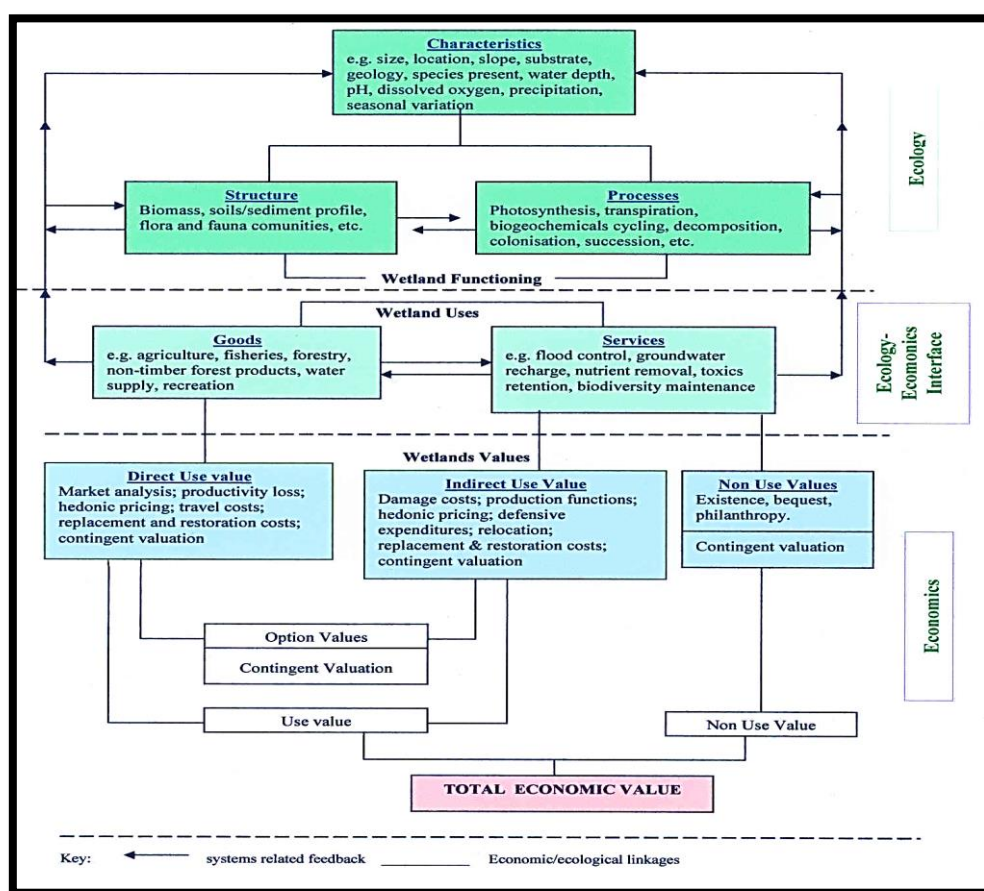 Characteristics
e.g. size, location, slope, substrate,
geology, species present, water depth,
pH, dissolved oxygen, precipitation,
seasonal variation
Ecology
Structure
Biomass, soils/sediment profile,
flora and fauna comunities, etc.
Processes
Photosynthesis, transpiration,
biogeochemicals cycling, decomposition,
colonisation, succession, etc.
Wetland Functioning
Wetland Uses
Goods
e.g. agriculture, fisheries, forestry,
non-timber forest products, water
supply, recreation
Services
e.g. flood control, groundwater
recharge, nutrient removal, toxics
retention, biodiversity maintenance
Ecology-
Economics
Interface
Wetlands Values
Direct Use value
Market analysis; productivity loss;
hedonic pricing; travel costs;
replacement and restoration costs;
contingent valuation
Indirect Use Value
Damage costs; production functions;
hedonic pricing; defensive
expenditures; relocation;
replacement & restoration costs;
contingent valuation
Non Use Values
Existence, bequest,
philanthropy.
Contingent valuation
Economics
Option Values
Contingent Valuation
Use value
Non Use Value
TOTAL ECONOMIC VALUE
Key:
systems related feedback
Economic/ecological linkages